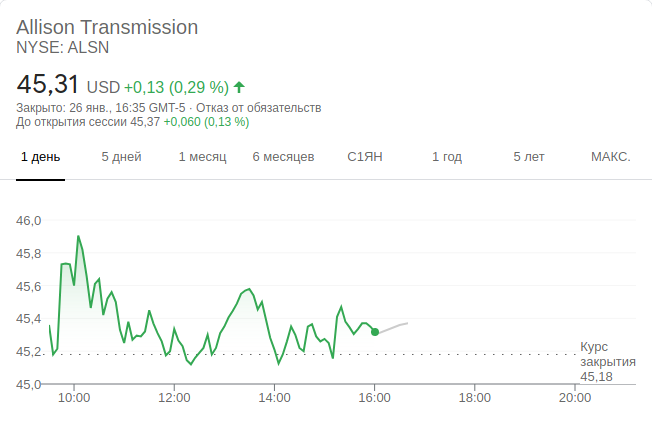 Allison Transmission
NYSE: ALSN
45,31 USD +0,13 (0,29 %)
Закрыто: 26 янв., 16:35 GMT-5 · Отказ от обязательств
До открытия сессии 45,37 +0,060 (0,13 %)
1 день 5 дней 1 месяц 6 месяцев С1ЯН 1 год 5 лет МАКС.
46,0
45,8
45,6
45,4
45,2
Курс
закрытия
45,18
45,0
10:00 12:00 14:00 16:00 18:00 20:00